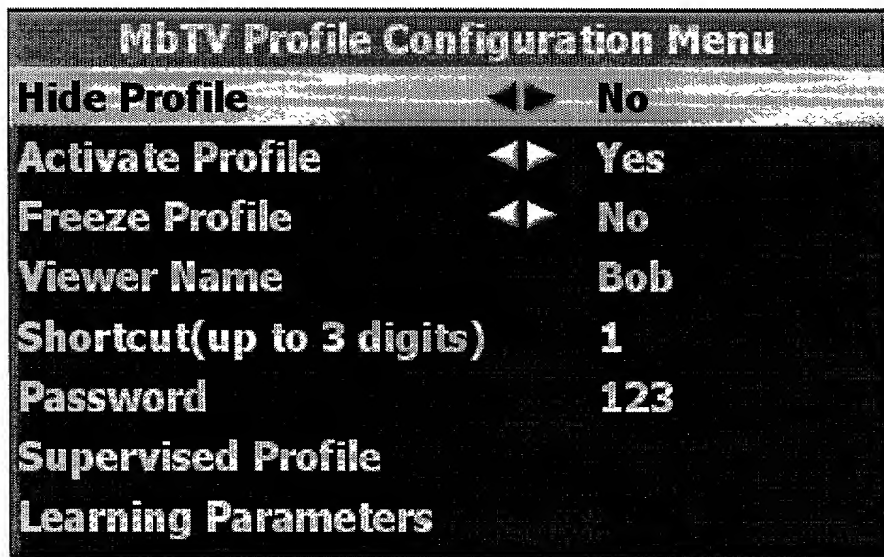 MbTV Profile Configuration Menu
Hide Profile No
Activate Profile Yes
Freeze Profile No
Viewer Name Bob
Shortcut(up to 3 digits) 1
Password 123
Supervised Profile
Learning Parameters